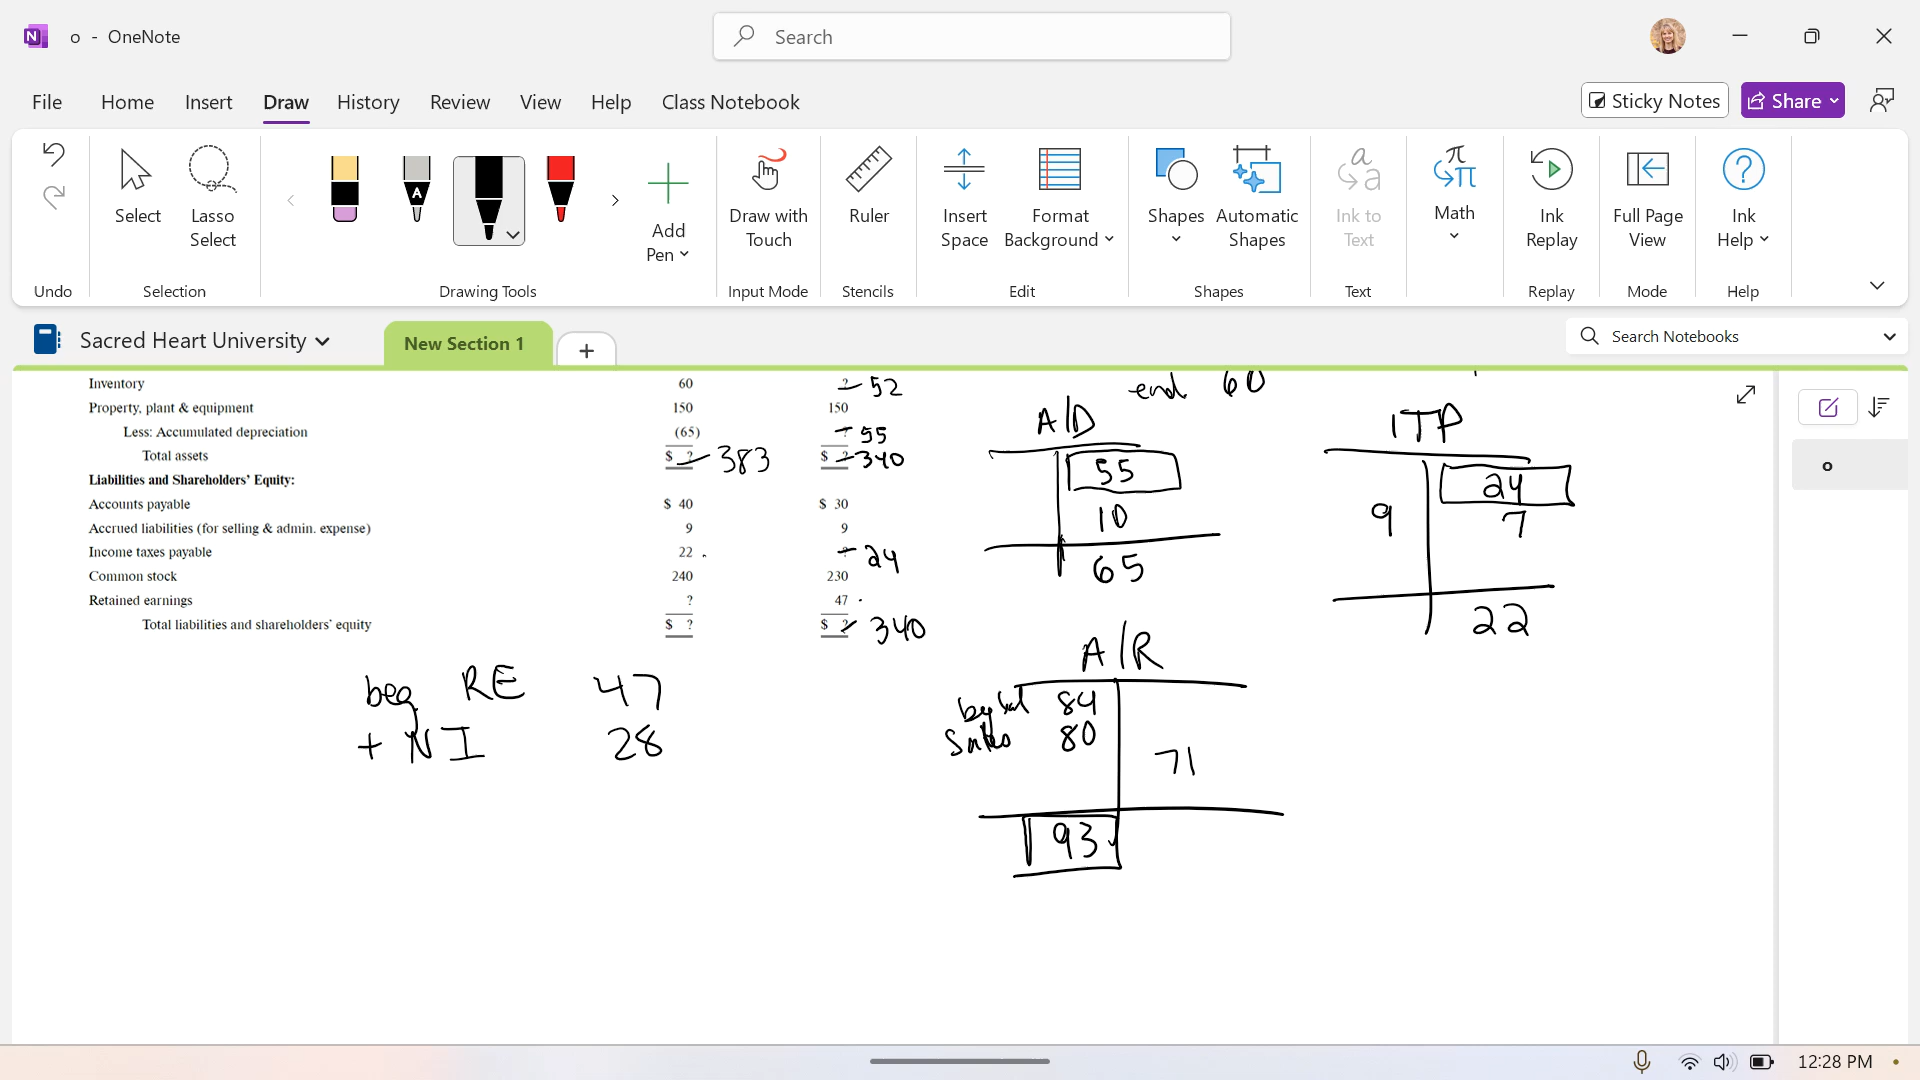 o - OneNote
Search
File Home Insert Draw History Review View Help Class Notebook
Sticky Notes
Share
Select
Lasso Select
A
Add Pen
Draw with Touch
Ruler
Insert Space
Format Background
Shapes
Automatic Shapes
Ink to Text
Math
Ink Replay
Full Page View
Ink Help
Undo
Selection
Drawing Tools
Input Mode
Stencils
Edit
Shapes
Text
Replay
Mode
Help
Sacred Heart University
New Section 1
+
Search Notebooks
Inventory 60 ? 52
Property, plant & equipment 150 150
Less: Accumulated depreciation (65) ? 55
Total assets $ ? 383 $ ? 340
Liabilities and Shareholders' Equity:
Accounts payable $ 40 $ 30
Accrued liabilities (for selling & admin. expense) 9 9
Income taxes payable 22 ? 24
Common stock 240 230
Retained earnings ? 47
Total liabilities and shareholders' equity $ ? $ ? 340
end 60
A/D
55
10
65
ITP
24
9 7
22
beg RE 47
+ NI 28
A/R
beg bal 84
Sales 80
71
93
o
12:28 PM